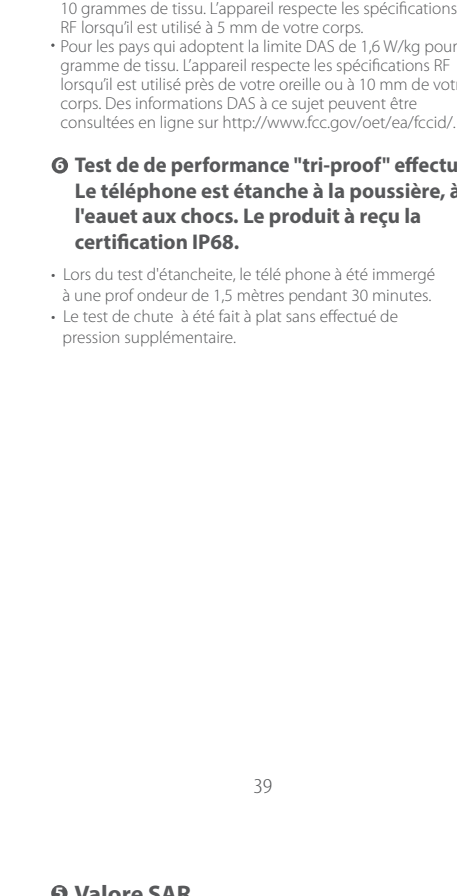 10 grammes de tissu. L'appareil respecte les spécifications
RF lorsqu'il est utilisé à 5 mm de votre corps.
• Pour les pays qui adoptent la limite DAS de 1,6 W/kg pour
gramme de tissu. L'appareil respecte les spécifications RF
lorsqu'il est utilisé près de votre oreille ou à 10 mm de
corps. Des informations DAS à ce sujet peuvent être
consultées en ligne sur http://www.fcc.gov/oet/ea/fccid/.
❻ Test de de performance "tri-proof"
Le téléphone est étanche à la poussière, à
l'eauet aux chocs. Le produit à reçu la
certification IP68.
• Lors du test d'étancheite, le télé phone à été immergé
à une prof ondeur de 1,5 mètres pendant 30 minutes.
• Le test de chute à été fait à plat sans effectué de
pression supplémentaire.
39
❺ Valore SAR